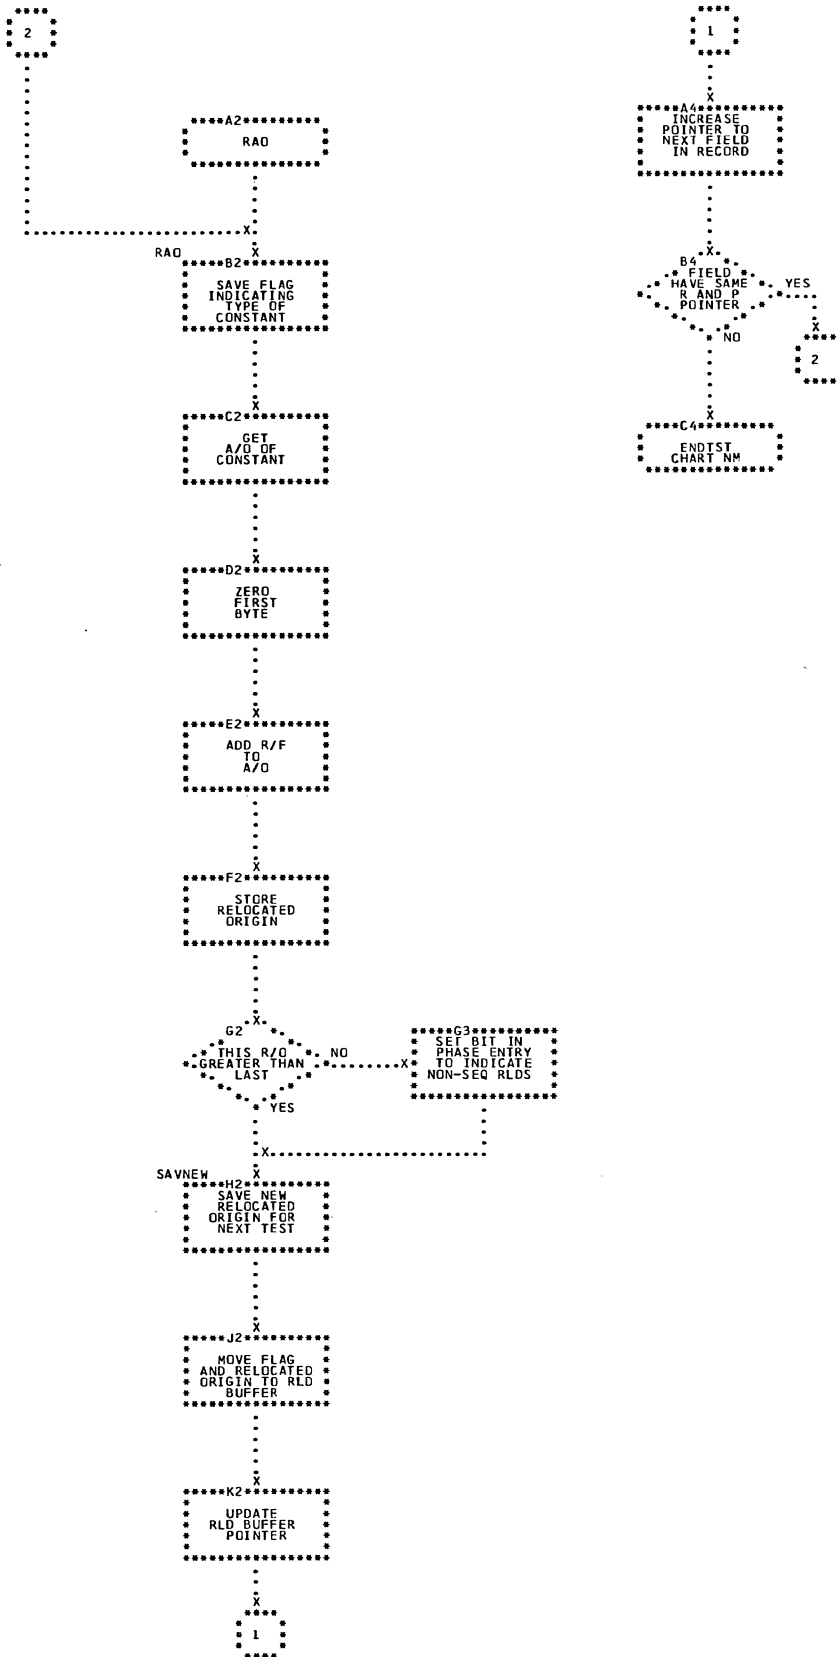 2
A2
RAO
RAO
B2
SAVE FLAG
INDICATING
TYPE OF
CONSTANT
C2
GET
A/O OF
CONSTANT
D2
ZERO
FIRST
BYTE
E2
ADD R/F
TO
A/O
F2
STORE
RELOCATED
ORIGIN
G2
THIS R/O
GREATER THAN
LAST
NO
YES
G3
SET BIT IN
PHASE ENTRY
TO INDICATE
NON-SEQ RLDS
SAVNEW
H2
SAVE NEW
RELOCATED
ORIGIN FOR
NEXT TEST
J2
MOVE FLAG
AND RELOCATED
ORIGIN TO RLD
BUFFER
K2
UPDATE
RLD BUFFER
POINTER
1
1
A4
INCREASE
POINTER TO
NEXT FIELD
IN RECORD
B4
FIELD
HAVE SAME
R AND P
POINTER
YES
NO
2
C4
ENDTST
CHART NM